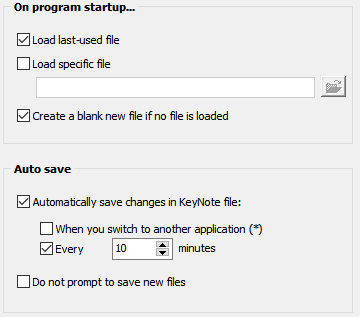 On program startup...
Load last-used file
Load specific file
Create a blank new file if no file is loaded
Auto save
Automatically save changes in KeyNote file:
When you switch to another application (*)
Every 10 minutes
Do not prompt to save new files